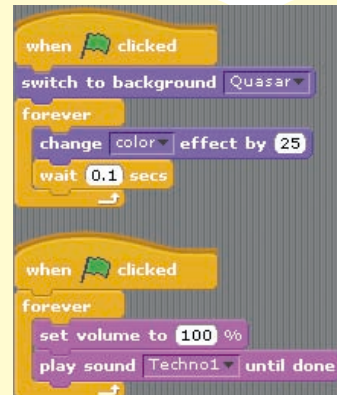 when clicked
switch to background Quasar
forever
change color effect by 25
wait 0.1 secs
when clicked
forever
set volume to 100 %
play sound Techno1 until done